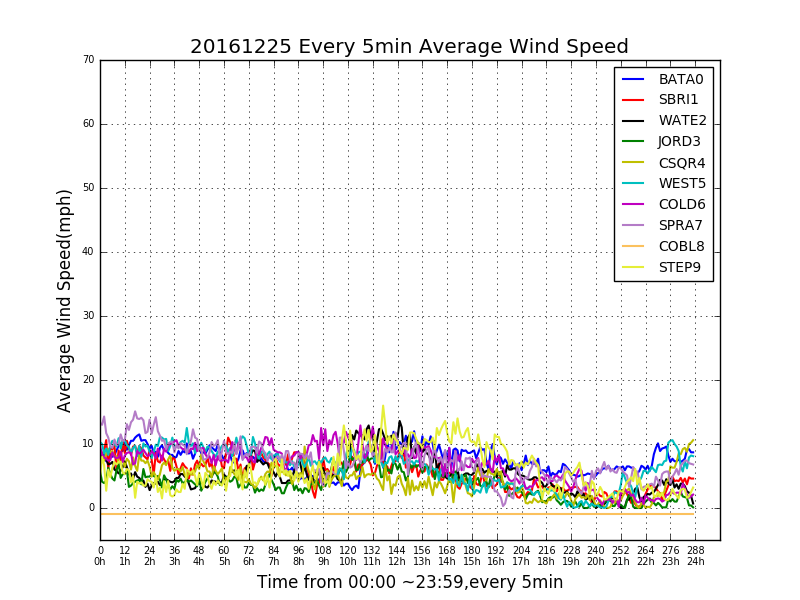 20161225 Every 5min Average Wind Speed
70
60
50
40
30
20
10
0
Average Wind Speed(mph)
BATA0
SBRI1
WATE2
JORD3
CSQR4
WEST5
COLD6
SPRA7
COBL8
STEP9
0 12 24 36 48 60 72 84 96 108 120 132 144 156 168 180 192 204 216 228 240 252 264 276 288
0h 1h 2h 3h 4h 5h 6h 7h 8h 9h 10h 11h 12h 13h 14h 15h 16h 17h 18h 19h 20h 21h 22h 23h 24h
Time from 00:00 ~23:59,every 5min